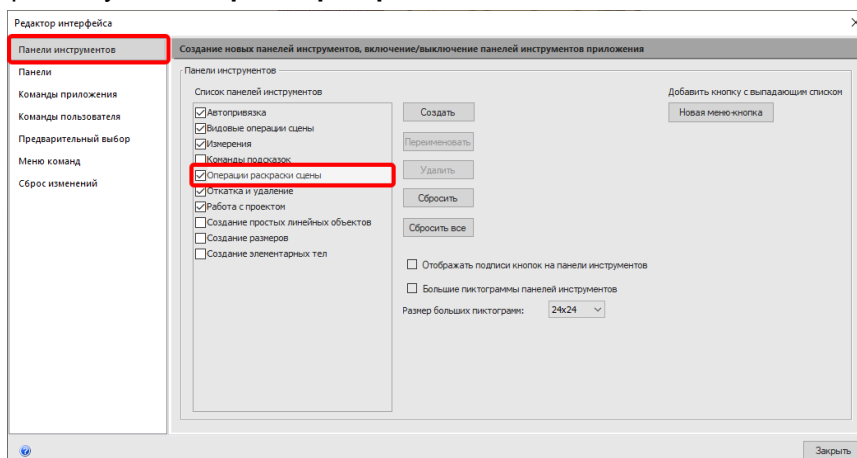 Редактор интерфейса
Панели инструментов
Панели
Команды приложения
Команды пользователя
Предварительный выбор
Меню команд
Сброс изменений
Создание новых панелей инструментов, включение/выключение панелей инструментов приложения
Панели инструментов
Список панелей инструментов
Автопривязка
Видовые операции сцены
Измерения
Команды подсказок
Операции раскраски сцены
Откатка и удаление
Работа с проектом
Создание простых линейных объектов
Создание размеров
Создание элементарных тел
Создать
Переименовать
Удалить
Сбросить
Сбросить все
Добавить кнопку с выпадающим списком
Новая меню-кнопка
Отображать подписи кнопок на панели инструментов
Большие пиктограммы панелей инструментов
Размер больших пиктограмм: 24x24
Закрыть